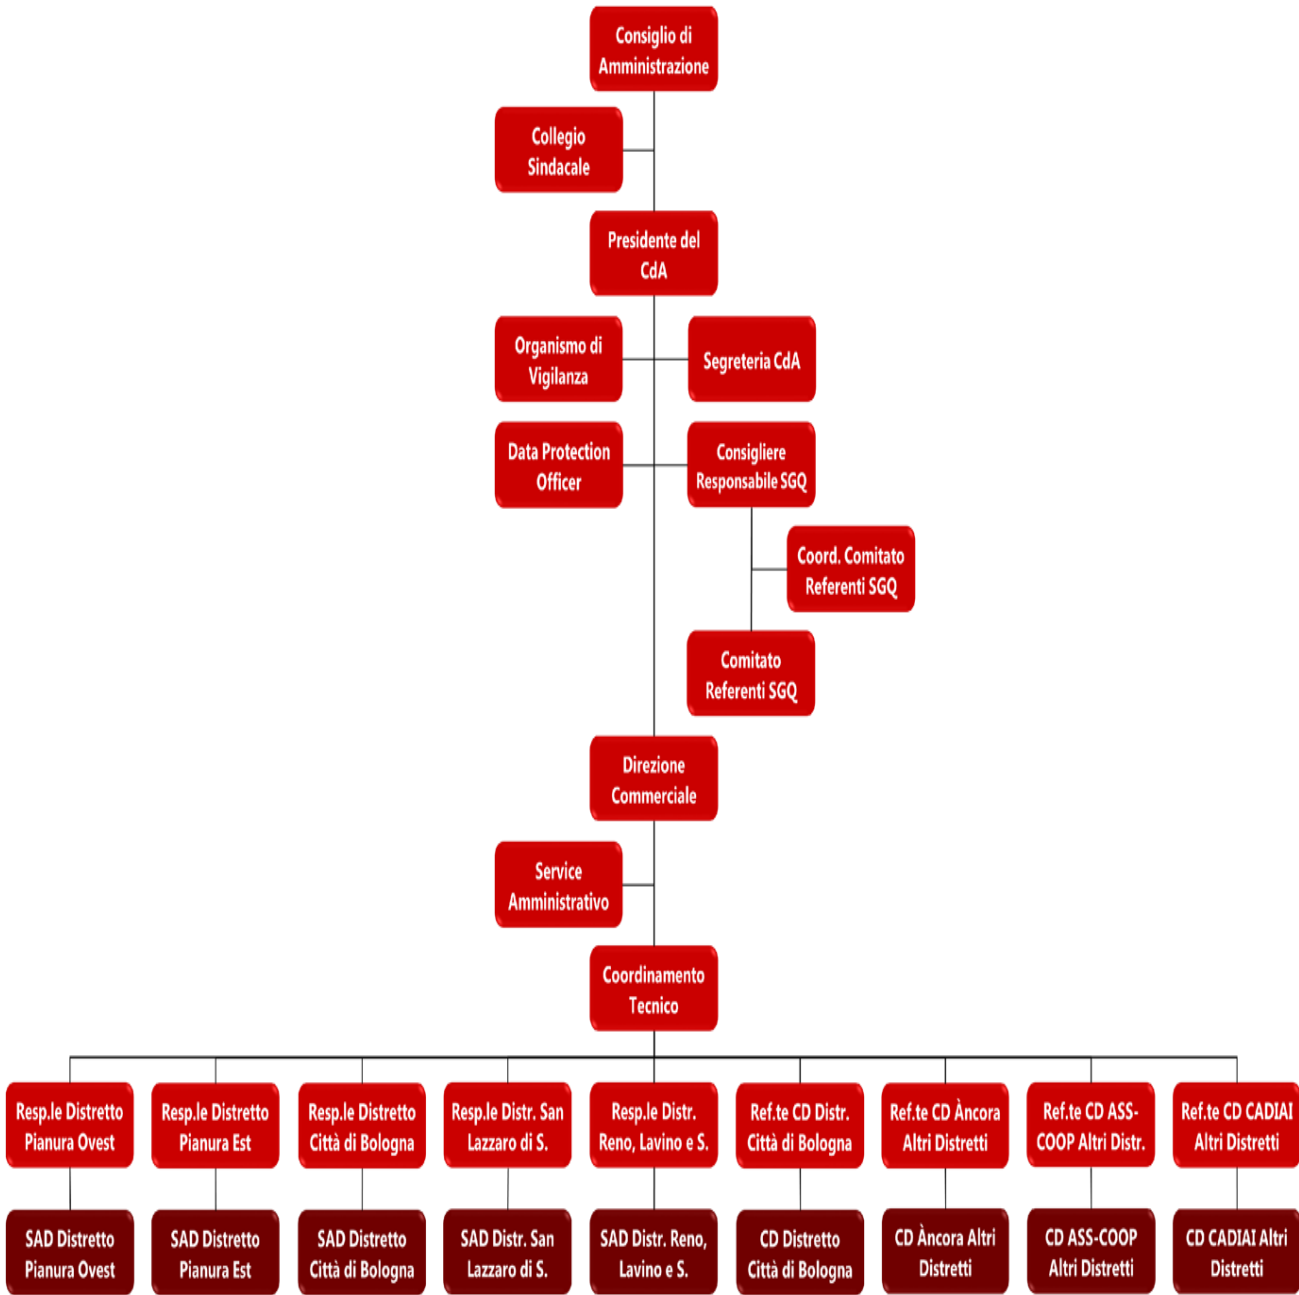 Consiglio di
Amministrazione
Collegio
Sindacale
Presidente del
CdA
Organismo di
Vigilanza
Segreteria CdA
Data Protection
Officer
Consigliere
Responsabile SGQ
Coord. Comitato
Referenti SGQ
Comitato
Referenti SGQ
Direzione
Commerciale
Service
Amministrativo
Coordinamento
Tecnico
Resp.le Distretto
Pianura Ovest
Resp.le Distretto
Pianura Est
Resp.le Distretto
Città di Bologna
Resp.le Distr. San
Lazzaro di S.
Resp.le Distr.
Reno, Lavino e S.
Ref.te CD Distr.
Città di Bologna
Ref.te CD Àncora
Altri Distretti
Ref.te CD ASS-
COOP Altri Distr.
Ref.te CD CADIAI
Altri Distretti
SAD Distretto
Pianura Ovest
SAD Distretto
Pianura Est
SAD Distretto
Città di Bologna
SAD Distr. San
Lazzaro di S.
SAD Distr. Reno,
Lavino e S.
CD Distretto
Città di Bologna
CD Àncora Altri
Distretti
CD ASS-COOP
Altri Distretti
CD CADIAI Altri
Distretti